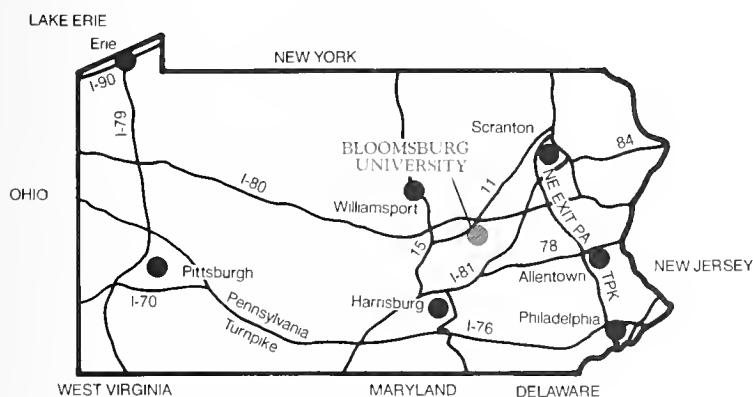 LAKE ERIE
Erie
NEW YORK
I-90
I-79
Scranton
84
BLOOMSBURG
UNIVERSITY
11
I-80
NE EXIT PA
TPK
OHIO
Williamsport
15
78
I-81
Allentown
NEW JERSEY
Pittsburgh
I-70
Pennsylvania
Turnpike
Harrisburg
I-76
Philadelphia
WEST VIRGINIA
MARYLAND
DELAWARE